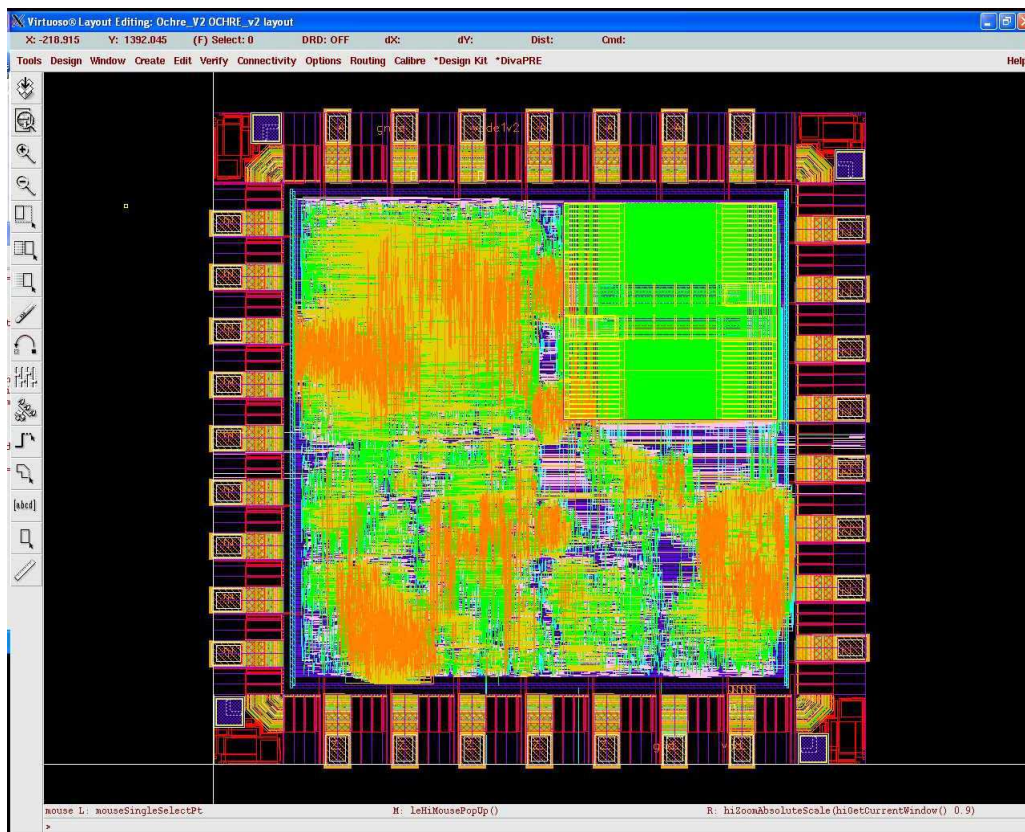 Virtuoso® Layout Editing: Ochre_V2 OCHRE_v2 layout
X: -218.915 Y: 1392.045 (F) Select: 0 DRD: OFF dX: dY: Dist: Cmd:
Tools Design Window Create Edit Verify Connectivity Options Routing Calibre *Design Kit *DivaPRE Help
[abcd]
mouse L: mouseSingleSelectPt M: leHiMousePopUp() R: hiZoomAbsoluteScale(hiGetCurrentWindow() 0.9)
>